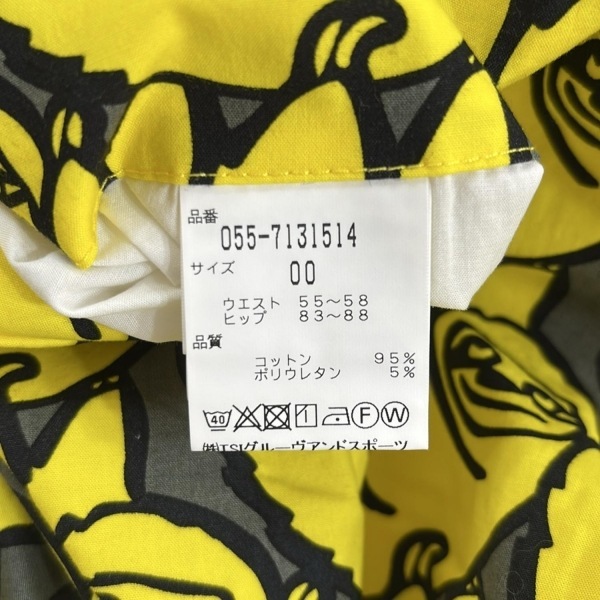 品番
055-7131514
サイズ
00
ウエスト 55～58
ヒップ 83～88
品質
コットン 95%
ポリウレタン 5%
40 F W
㈱TSIグルーヴアンドスポーツ